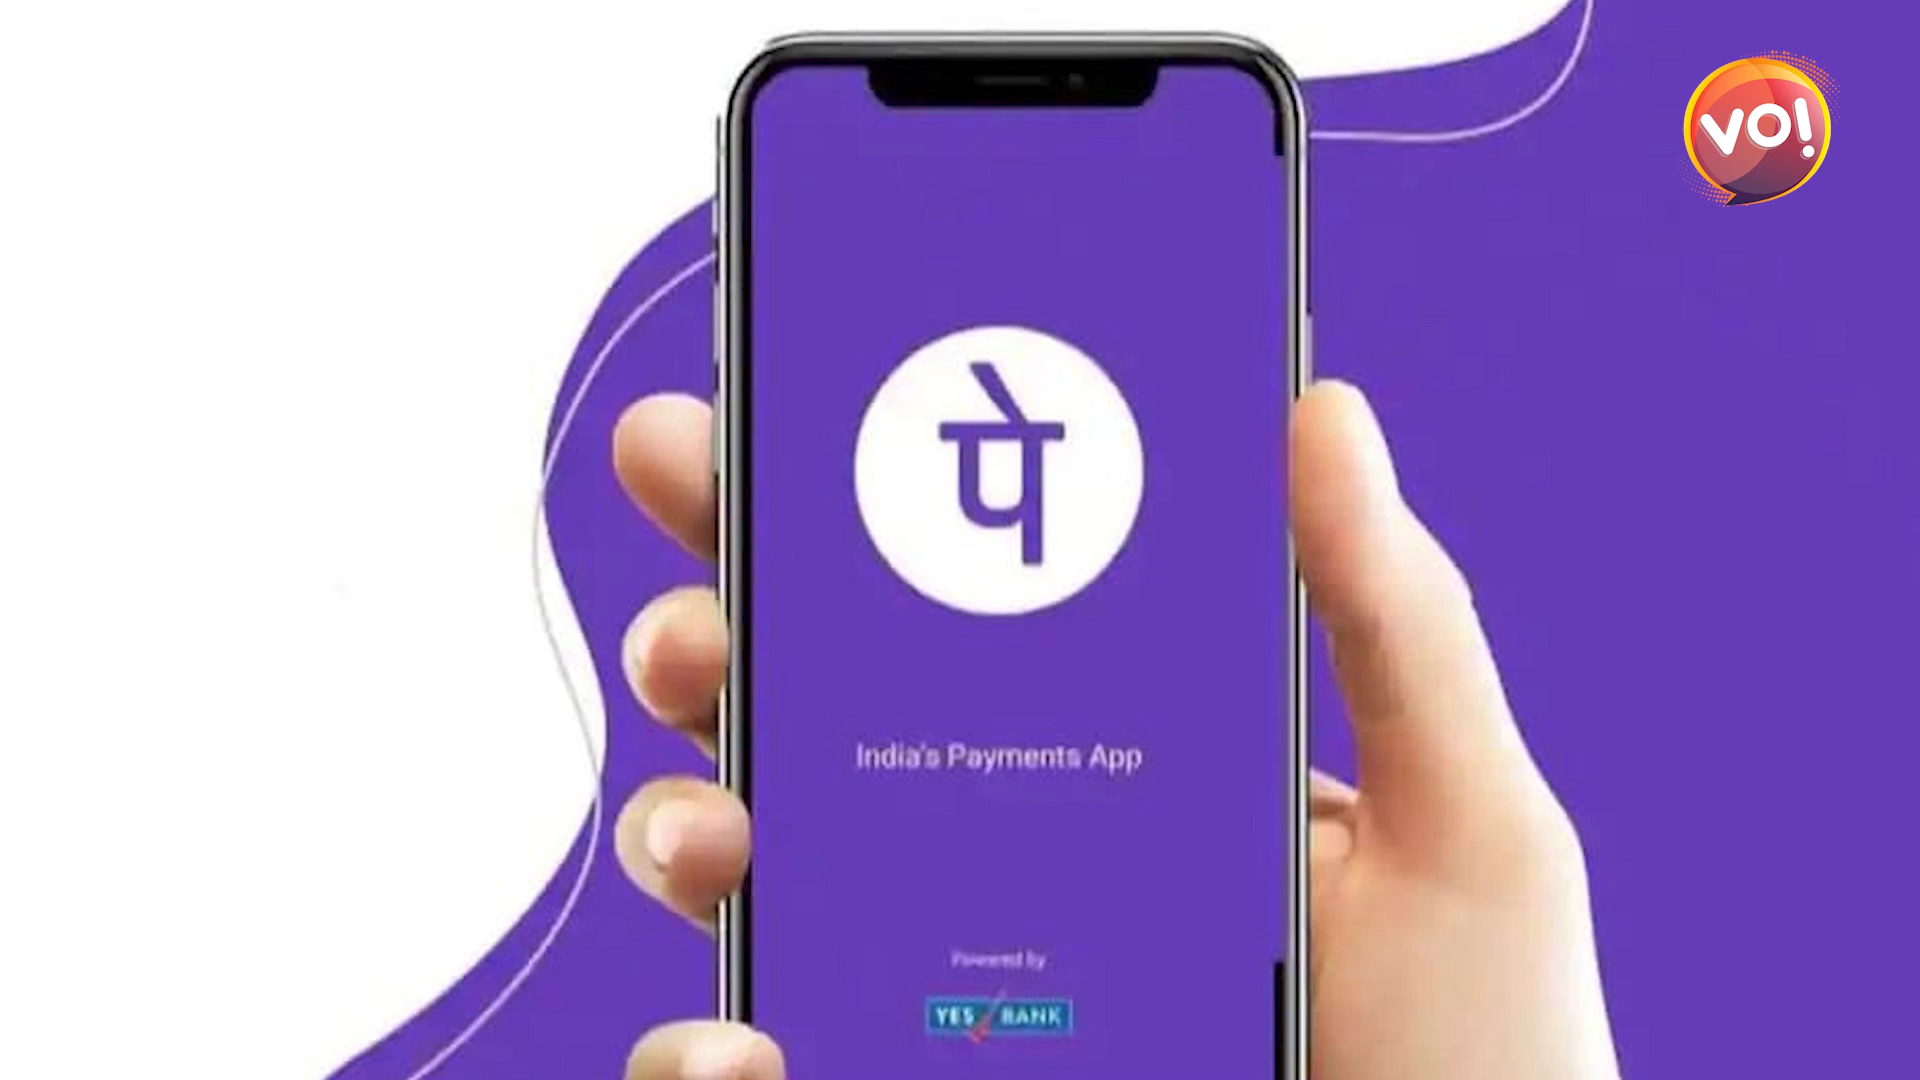 VO!
पे
India's Payments App
Powered by
YES BANK